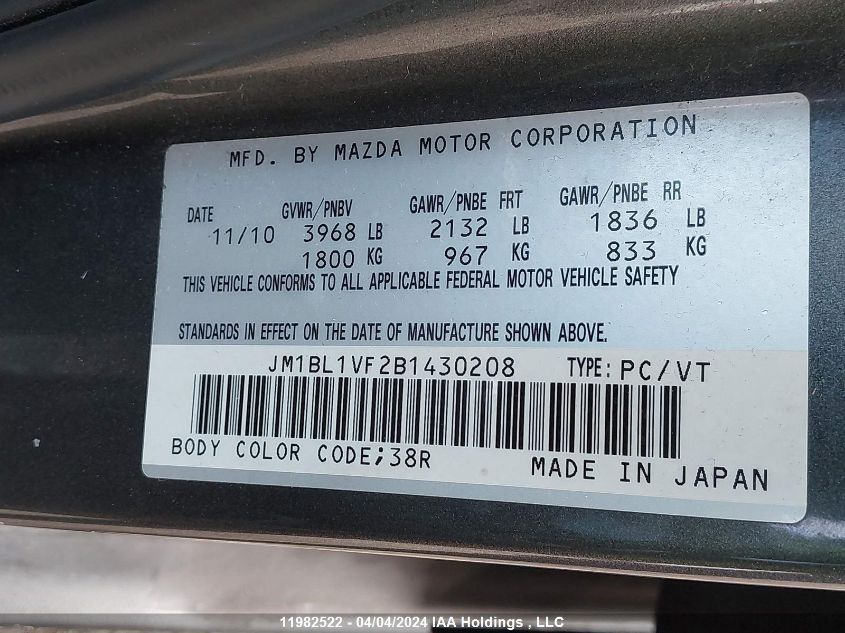 MFD. BY MAZDA MOTOR CORPORATION
DATE GVWR/PNBV GAWR/PNBE FRT GAWR/PNBE RR
11/10 3968 LB 2132 LB 1836 LB
1800 KG 967 KG 833 KG
THIS VEHICLE CONFORMS TO ALL APPLICABLE FEDERAL MOTOR VEHICLE SAFETY
STANDARDS IN EFFECT ON THE DATE OF MANUFACTURE SHOWN ABOVE.
JM1BL1VF2B1430208 TYPE: PC/VT
BODY COLOR CODE;38R MADE IN JAPAN
11982522 - 04/04/2024 IAA Holdings , LLC